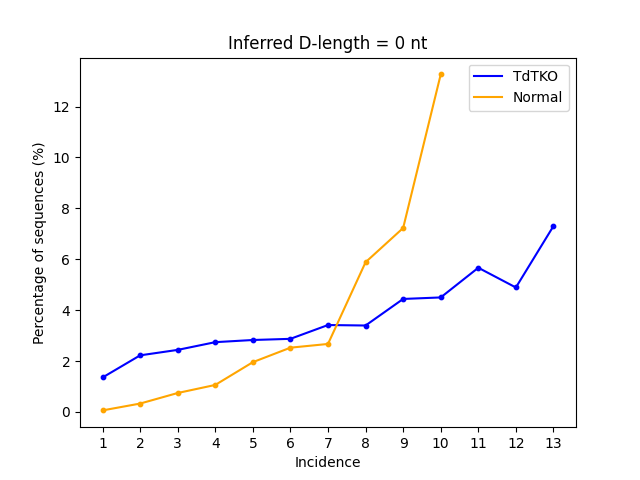 Inferred D-length = 0 nt
TdTKO
Normal
Percentage of sequences (%)
12
10
8
6
4
2
0
1 2 3 4 5 6 7 8 9 10 11 12 13
Incidence